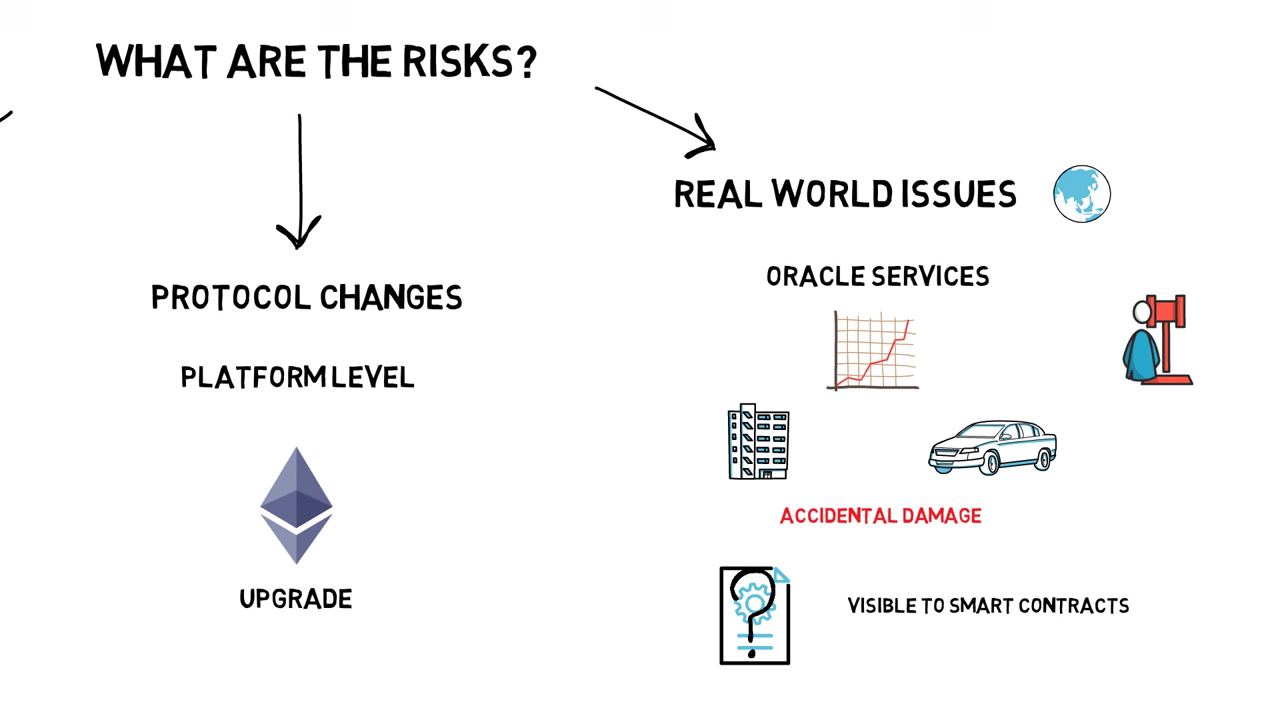 WHAT ARE THE RISKS?
PROTOCOL CHANGES
PLATFORM LEVEL
UPGRADE
REAL WORLD ISSUES
ORACLE SERVICES
ACCIDENTAL DAMAGE
?
VISIBLE TO SMART CONTRACTS